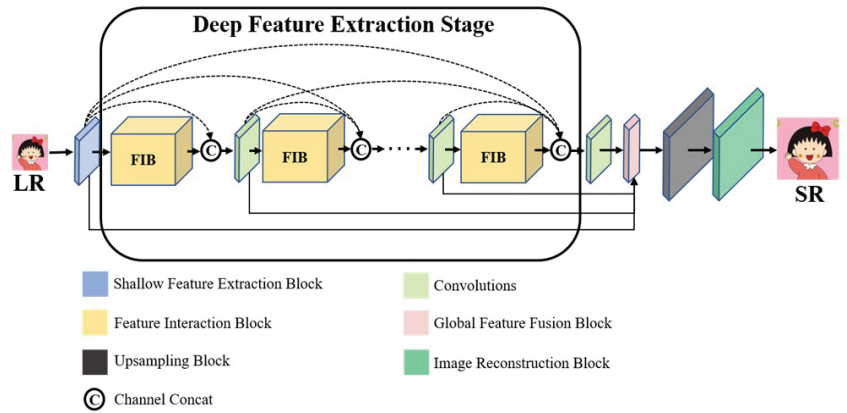 Deep Feature Extraction Stage
LR
FIB
C
FIB
C
FIB
C
SR
Shallow Feature Extraction Block
Convolutions
Feature Interaction Block
Global Feature Fusion Block
Upsampling Block
Image Reconstruction Block
C Channel Concat